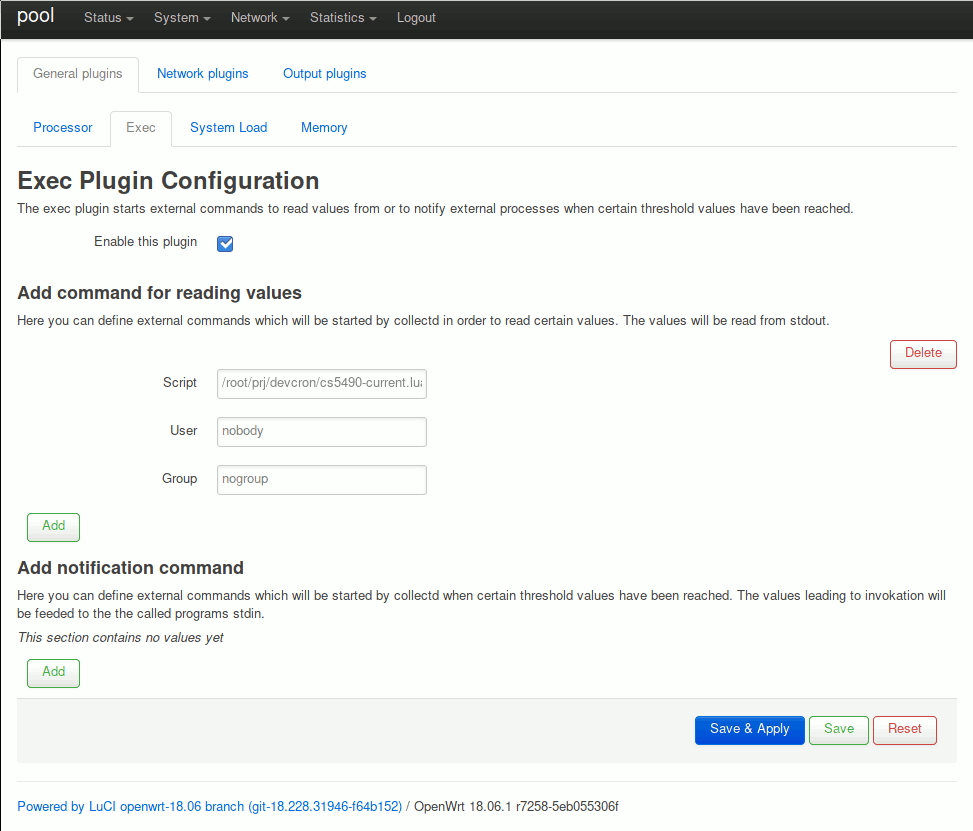 pool Status System Network Statistics Logout
General plugins Network plugins Output plugins
Processor Exec System Load Memory
Exec Plugin Configuration
The exec plugin starts external commands to read values from or to notify external processes when certain threshold values have been reached.
Enable this plugin
Add command for reading values
Here you can define external commands which will be started by collectd in order to read certain values. The values will be read from stdout.
Delete
Script /root/prj/devcron/cs5490-current.lua
User nobody
Group nogroup
Add
Add notification command
Here you can define external commands which will be started by collectd when certain threshold values have been reached. The values leading to invokation will
be feeded to the the called programs stdin.
This section contains no values yet
Add
Save & Apply Save Reset
Powered by LuCI openwrt-18.06 branch (git-18.228.31946-f64b152) / OpenWrt 18.06.1 r7258-5eb055306f